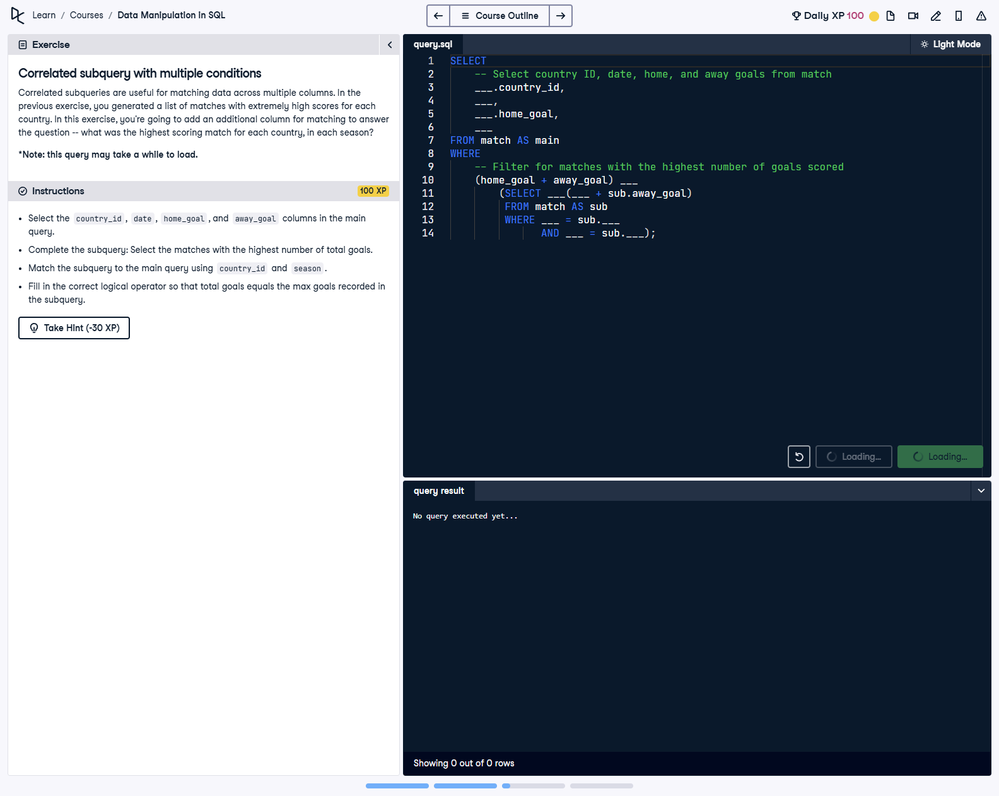 Learn / Courses / Data Manipulation in SQL
Course Outline
Daily XP 100
Exercise
Correlated subquery with multiple conditions
Correlated subqueries are useful for matching data across multiple columns. In the
previous exercise, you generated a list of matches with extremely high scores for each
country. In this exercise, you're going to add an additional column for matching to answer
the question -- what was the highest scoring match for each country, in each season?
*Note: this query may take a while to load.
Instructions
100 XP
• Select the country_id, date, home_goal, and away_goal columns in the main
query.
• Complete the subquery: Select the matches with the highest number of total goals.
• Match the subquery to the main query using country_id and season.
• Fill in the correct logical operator so that total goals equals the max goals recorded in
the subquery.
Take Hint (-30 XP)
query.sql
Light Mode
1 SELECT
2     -- Select country ID, date, home, and away goals from match
3     ___.country_id,
4     ___,
5     ___.home_goal,
6     ___
7 FROM match AS main
8 WHERE
9     -- Filter for matches with the highest number of goals scored
10     (home_goal + away_goal) ___
11         (SELECT ___(___ + sub.away_goal)
12          FROM match AS sub
13          WHERE ___ = sub.___
14                AND ___ = sub.___);
Loading...
Loading...
query result
No query executed yet...
Showing 0 out of 0 rows